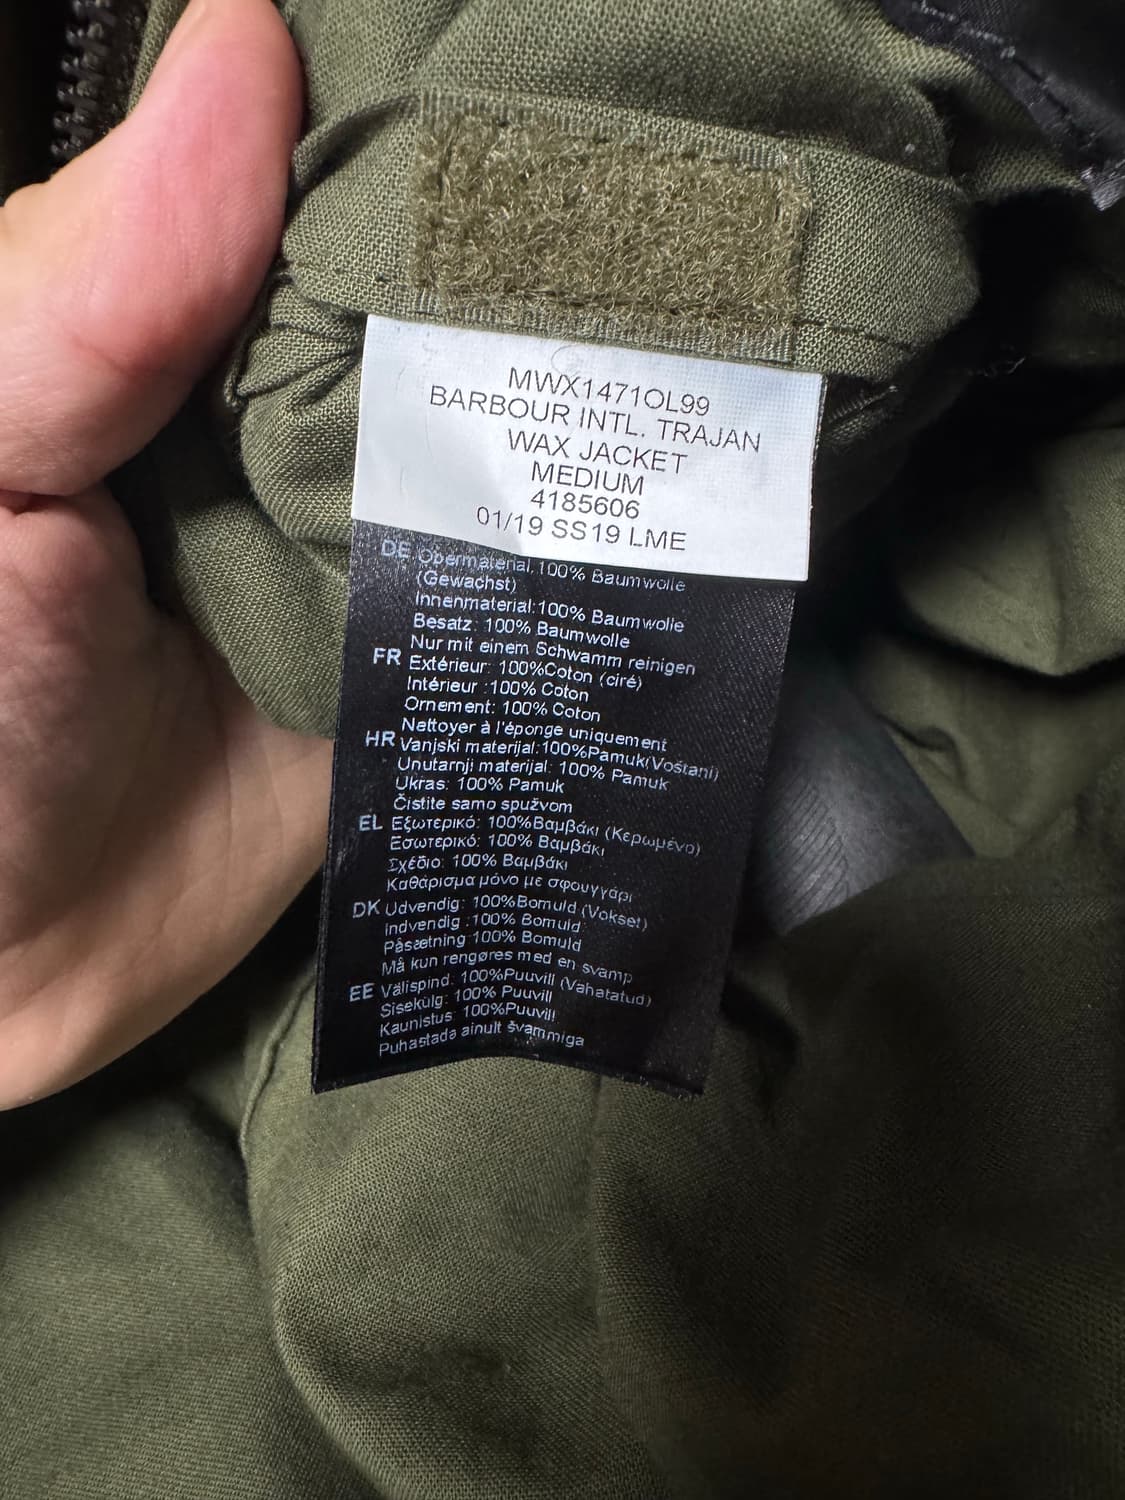 MWX1471OL99
BARBOUR INTL. TRAJAN
WAX JACKET
MEDIUM
4185606
01/19 SS19 LME
DE Obermaterial.100% Baumwolle
(Gewachst)
Innenmaterial:100% Baumwolle
Besatz: 100% Baumwolle
Nur mit einem Schwamm reinigen
FR Extérieur: 100%Coton (ciré)
Intérieur :100% Coton
Ornement: 100% Coton
Nettoyer à l'éponge uniquement
HR Vanjski materijal:100%Pamuk(Voštani)
Unutarnji materijal: 100% Pamuk
Ukras: 100% Pamuk
Čistite samo spužvom
EL Εξωτερικό: 100%Βαμβάκι (Κερωμένο)
Εσωτερικό: 100% Βαμβάκι
Σχέδιο: 100% Βαμβάκι
Καθάρισμα μόνο με σφουγγάρι
DK Udvendig: 100%Bomuld (Vokset)
Indvendig :100% Bomuld
Påsætning 100% Bomuld
Må kun rengøres med en svamp
EE Välispind: 100%Puuvill (Vahatatud)
Sisekülg: 100% Puuvill
Kaunistus: 100%Puuvill
Puhastada ainult švammiga